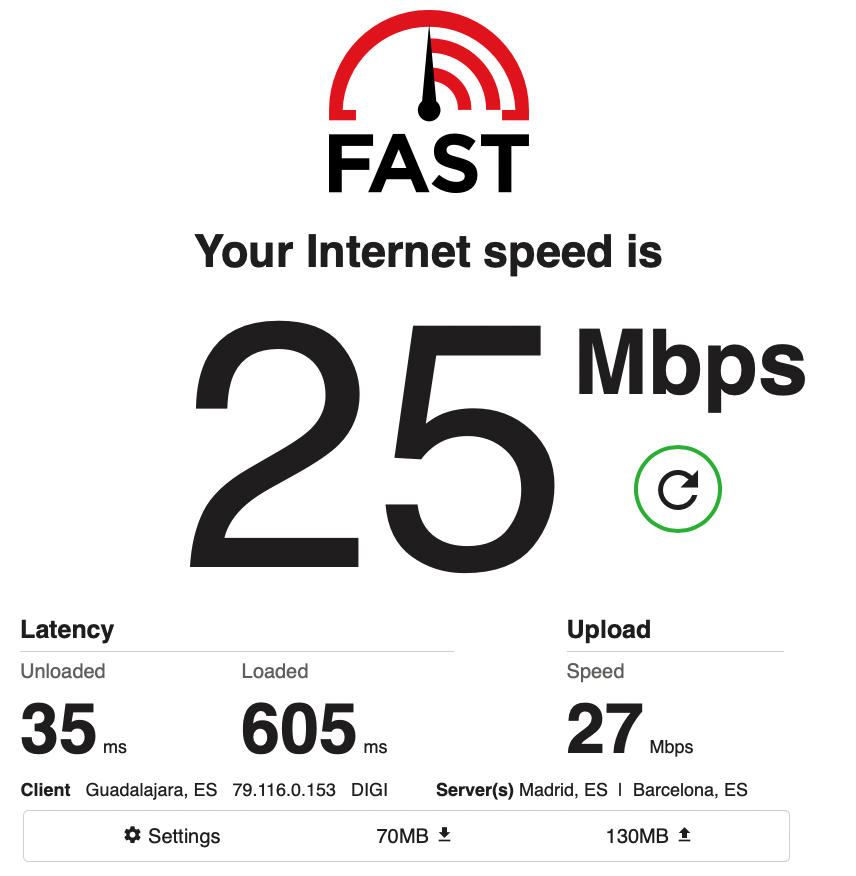 FAST
Your Internet speed is
25 Mbps
Latency
Upload
Unloaded
Loaded
Speed
35 ms
605 ms
27 Mbps
Client Guadalajara, ES 79.116.0.153 DIGI Server(s) Madrid, ES | Barcelona, ES
Settings 70MB 130MB